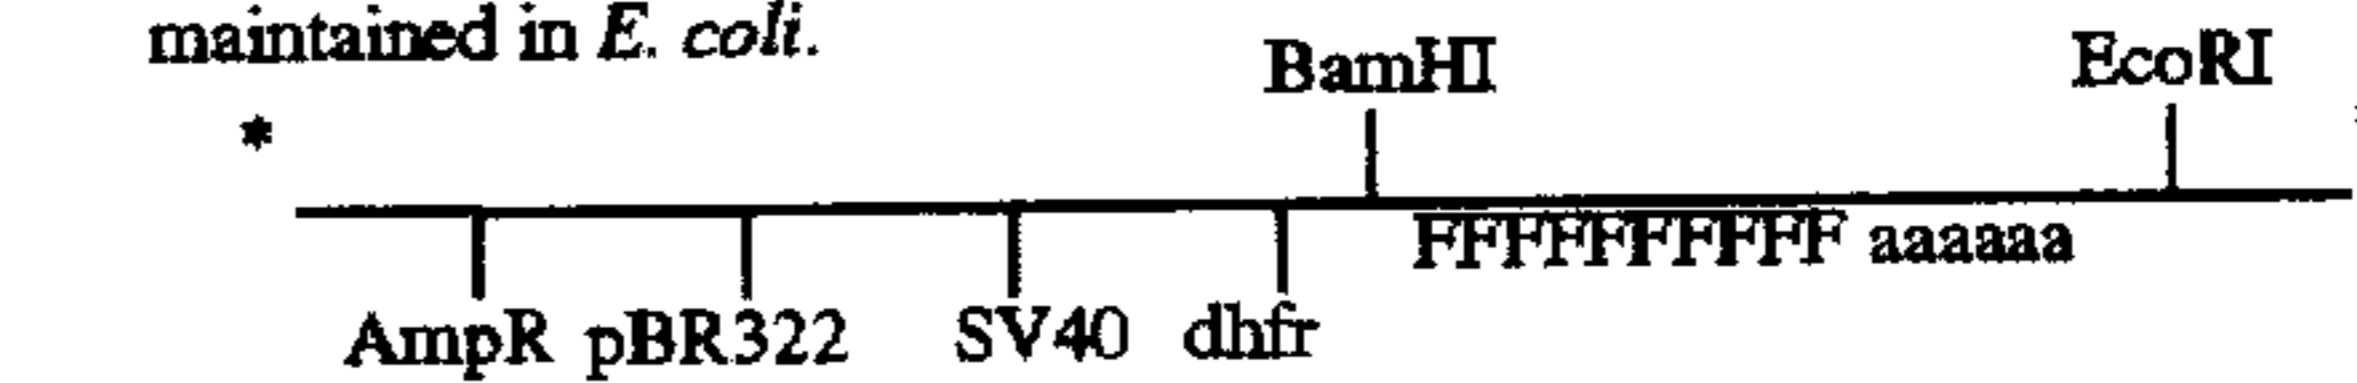 maintained in E. coli.
BamHI EcoRI
*
FFFFFFFFFF aaaaaa
AmpR pBR322 SV40 dhfr